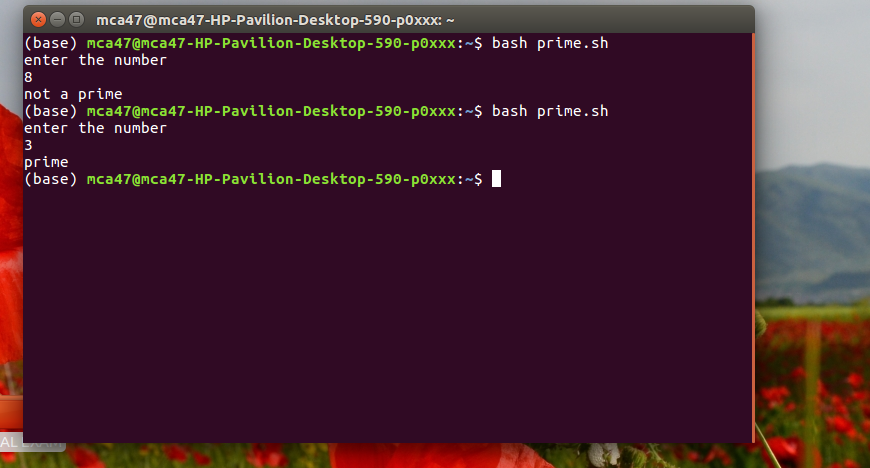 mca47@mca47-HP-Pavilion-Desktop-590-p0xxx: ~
(base) mca47@mca47-HP-Pavilion-Desktop-590-p0xxx:~$ bash prime.sh
enter the number
8
not a prime
(base) mca47@mca47-HP-Pavilion-Desktop-590-p0xxx:~$ bash prime.sh
enter the number
3
prime
(base) mca47@mca47-HP-Pavilion-Desktop-590-p0xxx:~$
AL EXAM